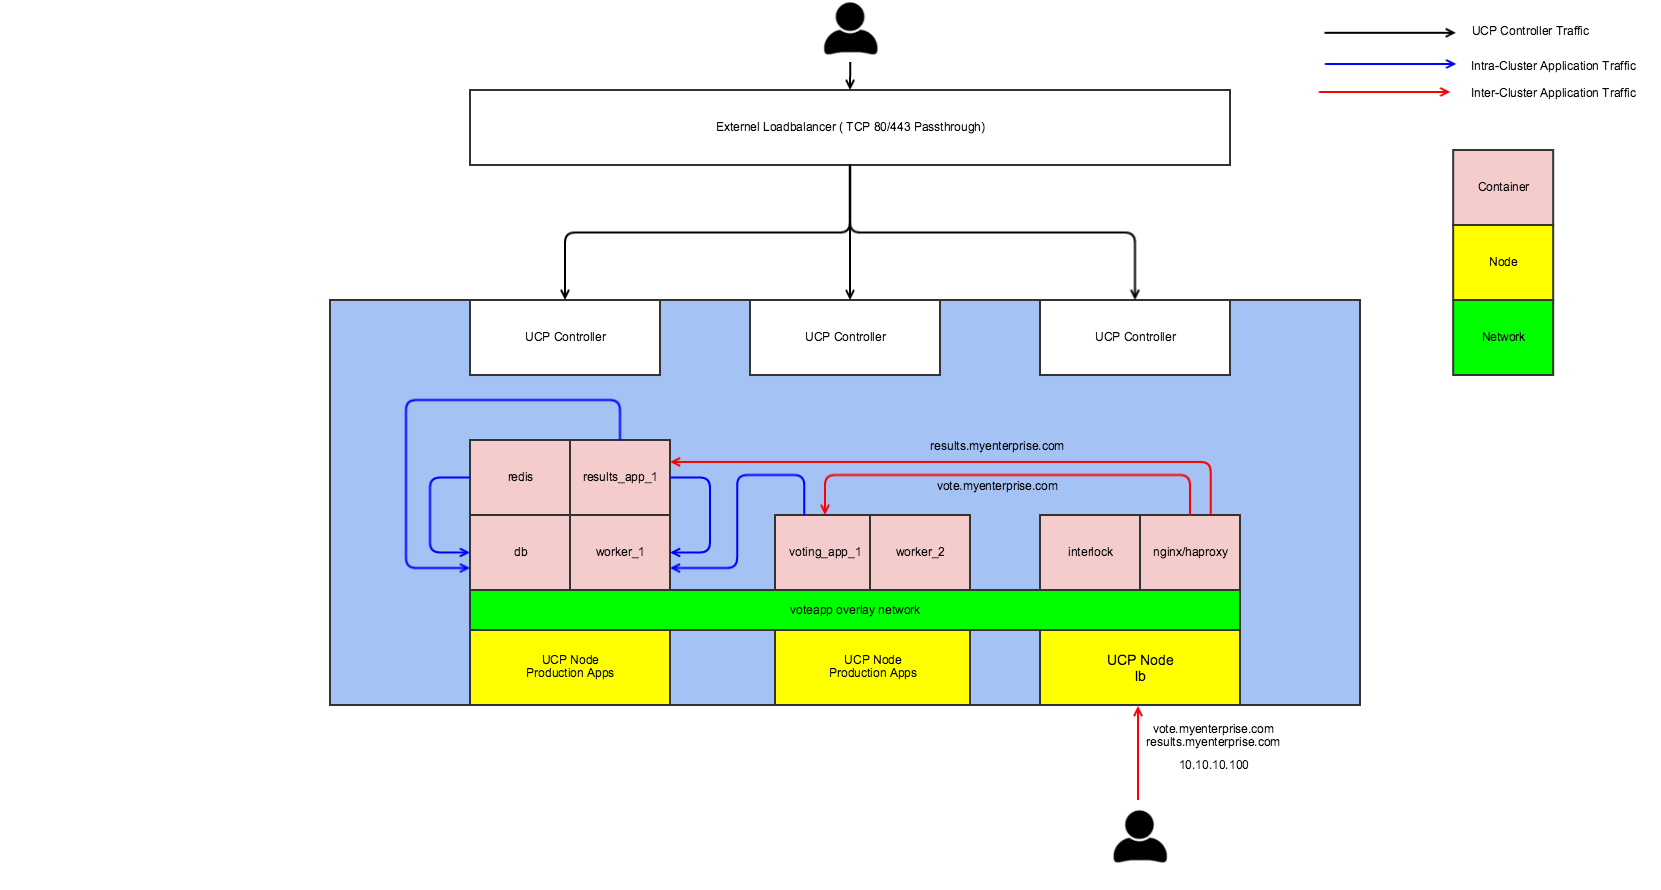 UCP Controller Traffic
Intra-Cluster Application Traffic
Inter-Cluster Application Traffic
Externel Loadbalancer ( TCP 80/443 Passthrough)
Container
Node
Network
UCP Controller
UCP Controller
UCP Controller
results.myenterprise.com
vote.myenterprise.com
redis
results_app_1
db
worker_1
voting_app_1
worker_2
interlock
nginx/haproxy
voteapp overlay network
UCP Node
Production Apps
UCP Node
Production Apps
UCP Node
lb
vote.myenterprise.com
results.myenterprise.com
10.10.10.100